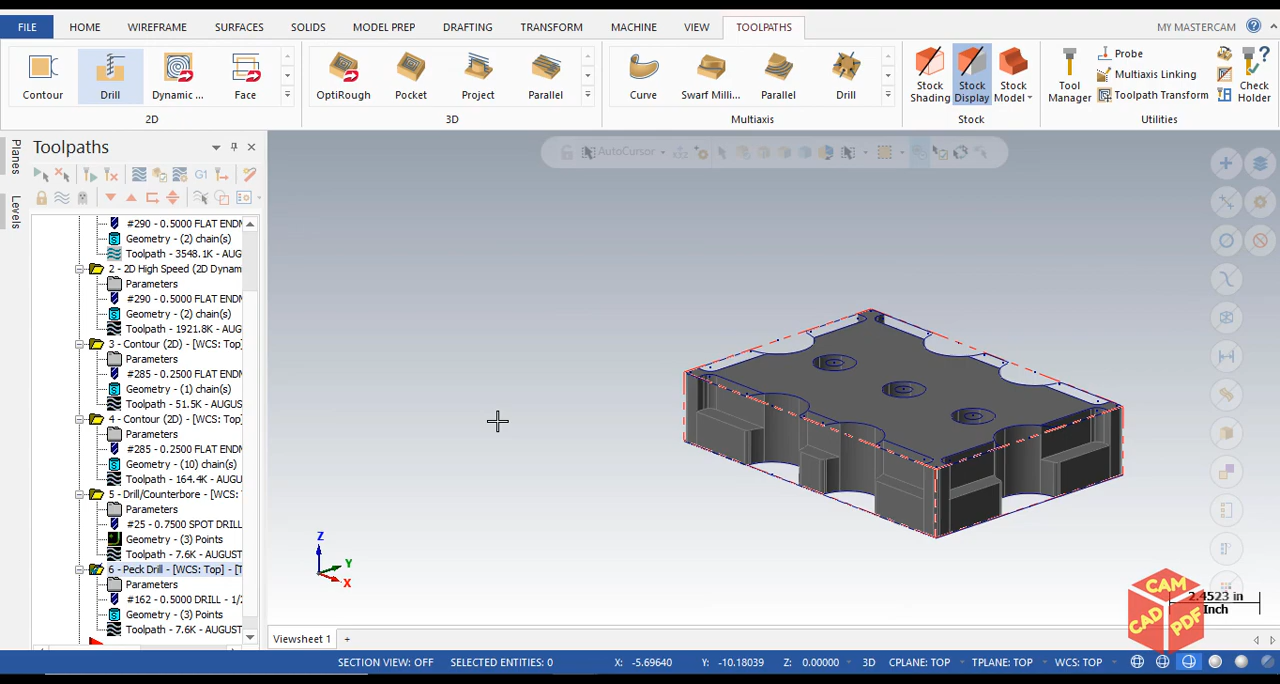 FILE HOME WIREFRAME SURFACES SOLIDS MODEL PREP DRAFTING TRANSFORM MACHINE VIEW TOOLPATHS MY MASTERCAM
Contour Drill Dynamic ... Face OptiRough Pocket Project Parallel Curve Swarf Milli... Parallel Drill Stock Shading Stock Display Stock Model Tool Manager Probe Multiaxis Linking Toolpath Transform Check Holder
2D 3D Multiaxis Stock Utilities
Planes
Levels
Toolpaths
G1
AutoCursor
#290 - 0.5000 FLAT ENDM
Geometry - (2) chain(s)
Toolpath - 3548.1K - AUG
2 - 2D High Speed (2D Dynam
Parameters
#290 - 0.5000 FLAT ENDM
Geometry - (2) chain(s)
Toolpath - 1921.8K - AUG
3 - Contour (2D) - [WCS: Top]
Parameters
#285 - 0.2500 FLAT ENDM
Geometry - (1) chain(s)
Toolpath - 51.5K - AUGU
4 - Contour (2D) - [WCS: Top]
Parameters
#285 - 0.2500 FLAT ENDM
Geometry - (10) chain(s)
Toolpath - 164.4K - AUG
5 - Drill/Counterbore - [WCS:
Parameters
#25 - 0.7500 SPOT DRILL
Geometry - (3) Points
Toolpath - 7.6K - AUGUST
6 - Peck Drill - [WCS: Top] - [T
Parameters
#162 - 0.5000 DRILL - 1/2
Geometry - (3) Points
Toolpath - 7.6K - AUGUST
Z
Y
X
CAM
CAD
PDF
2.4523 in
Inch
Viewsheet 1 +
SECTION VIEW: OFF SELECTED ENTITIES: 0 X: -5.69640 Y: -10.18039 Z: 0.00000 3D CPLANE: TOP TPLANE: TOP WCS: TOP